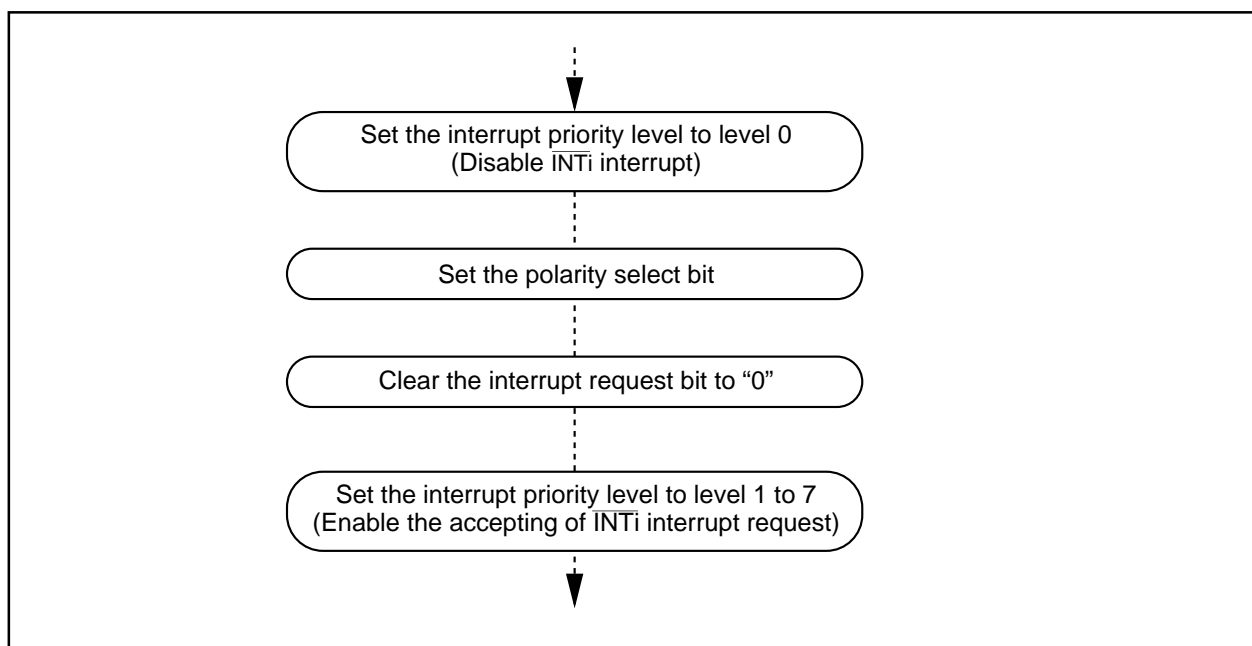 Set the interrupt priority level to level 0
(Disable I̅N̅T̅i̅ interrupt)
Set the polarity select bit
Clear the interrupt request bit to “0”
Set the interrupt priority level to level 1 to 7
(Enable the accepting of I̅N̅T̅i̅ interrupt request)